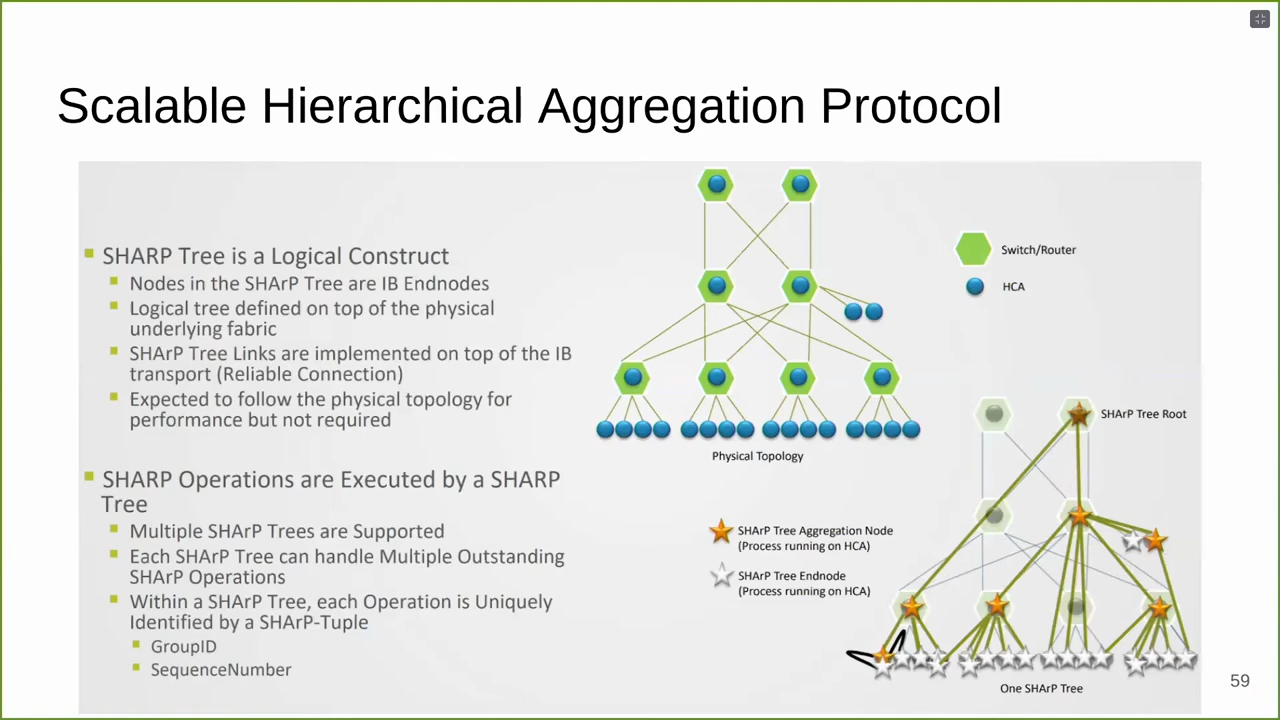 Scalable Hierarchical Aggregation Protocol
SHARP Tree is a Logical Construct
Nodes in the SHArP Tree are IB Endnodes
Logical tree defined on top of the physical
underlying fabric
SHArP Tree Links are implemented on top of the IB
transport (Reliable Connection)
Expected to follow the physical topology for
performance but not required
SHARP Operations are Executed by a SHARP
Tree
Multiple SHArP Trees are Supported
Each SHArP Tree can handle Multiple Outstanding
SHArP Operations
Within a SHArP Tree, each Operation is Uniquely
Identified by a SHArP-Tuple
GroupID
SequenceNumber
Switch/Router
HCA
Physical Topology
SHArP Tree Root
SHArP Tree Aggregation Node
(Process running on HCA)
SHArP Tree Endnode
(Process running on HCA)
One SHArP Tree
59